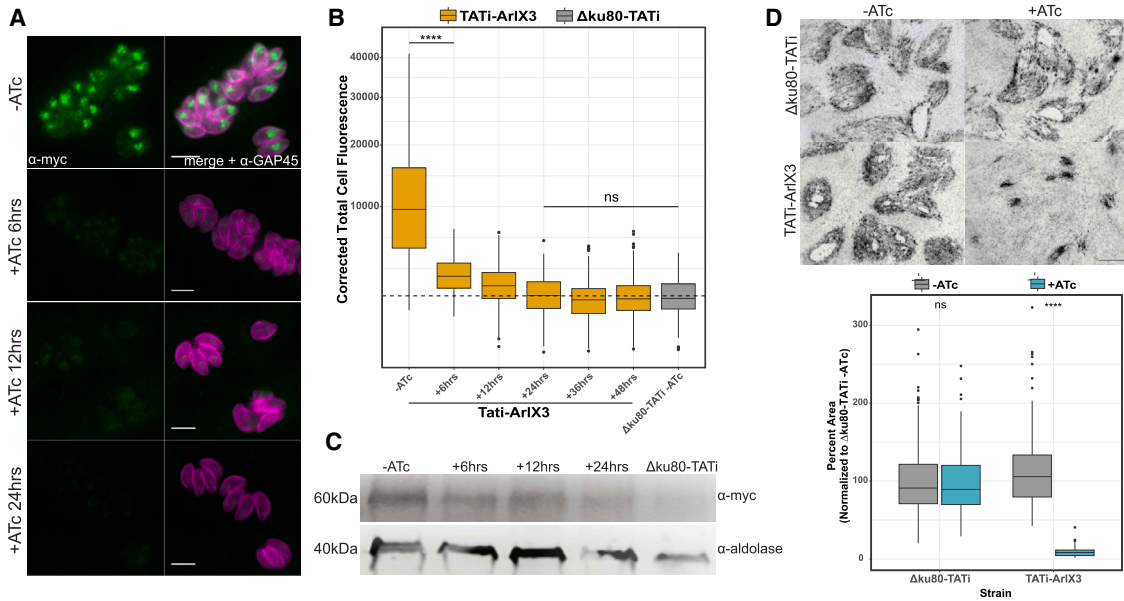 A
-ATc
α-myc
merge + α-GAP45
+ATc 6hrs
+ATc 12hrs
+ATc 24hrs
B
TATi-ArlX3
Δku80-TATi
****
ns
Corrected Total Cell Fluorescence
40000
30000
20000
10000
-ATc
+6hrs
+12hrs
+24hrs
+36hrs
+48hrs
Δku80-TATi -ATc
Tati-ArlX3
C
-ATc
+6hrs
+12hrs
+24hrs
Δku80-TATi
60kDa
α-myc
40kDa
α-aldolase
D
-ATc
+ATc
Δku80-TATi
TATi-ArlX3
-ATc
+ATc
ns
****
Percent Area
(Normalized to Δku80-TATi -ATc)
300
200
100
0
Δku80-TATi
TATi-ArlX3
Strain